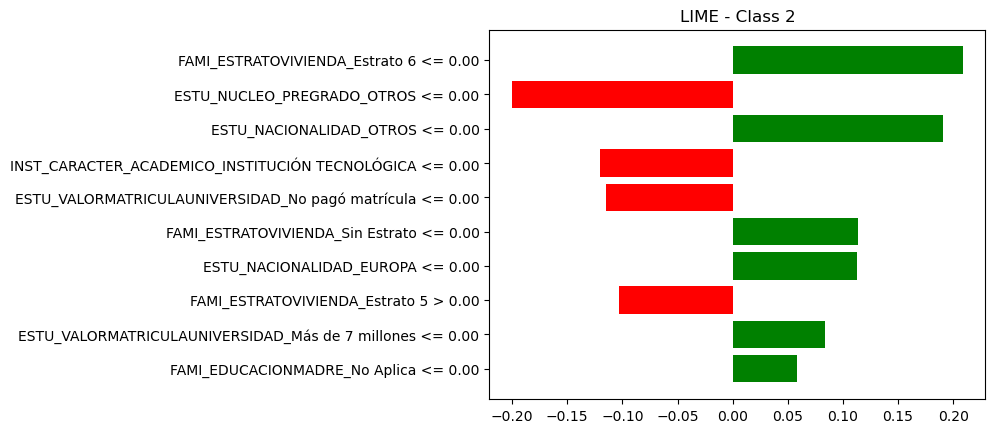 LIME - Class 2
FAMI_ESTRATOVIVIENDA_Estrato 6 <= 0.00
ESTU_NUCLEO_PREGRADO_OTROS <= 0.00
ESTU_NACIONALIDAD_OTROS <= 0.00
INST_CARACTER_ACADEMICO_INSTITUCIÓN TECNOLÓGICA <= 0.00
ESTU_VALORMATRICULAUNIVERSIDAD_No pagó matrícula <= 0.00
FAMI_ESTRATOVIVIENDA_Sin Estrato <= 0.00
ESTU_NACIONALIDAD_EUROPA <= 0.00
FAMI_ESTRATOVIVIENDA_Estrato 5 > 0.00
ESTU_VALORMATRICULAUNIVERSIDAD_Más de 7 millones <= 0.00
FAMI_EDUCACIONMADRE_No Aplica <= 0.00
−0.20 −0.15 −0.10 −0.05 0.00 0.05 0.10 0.15 0.20